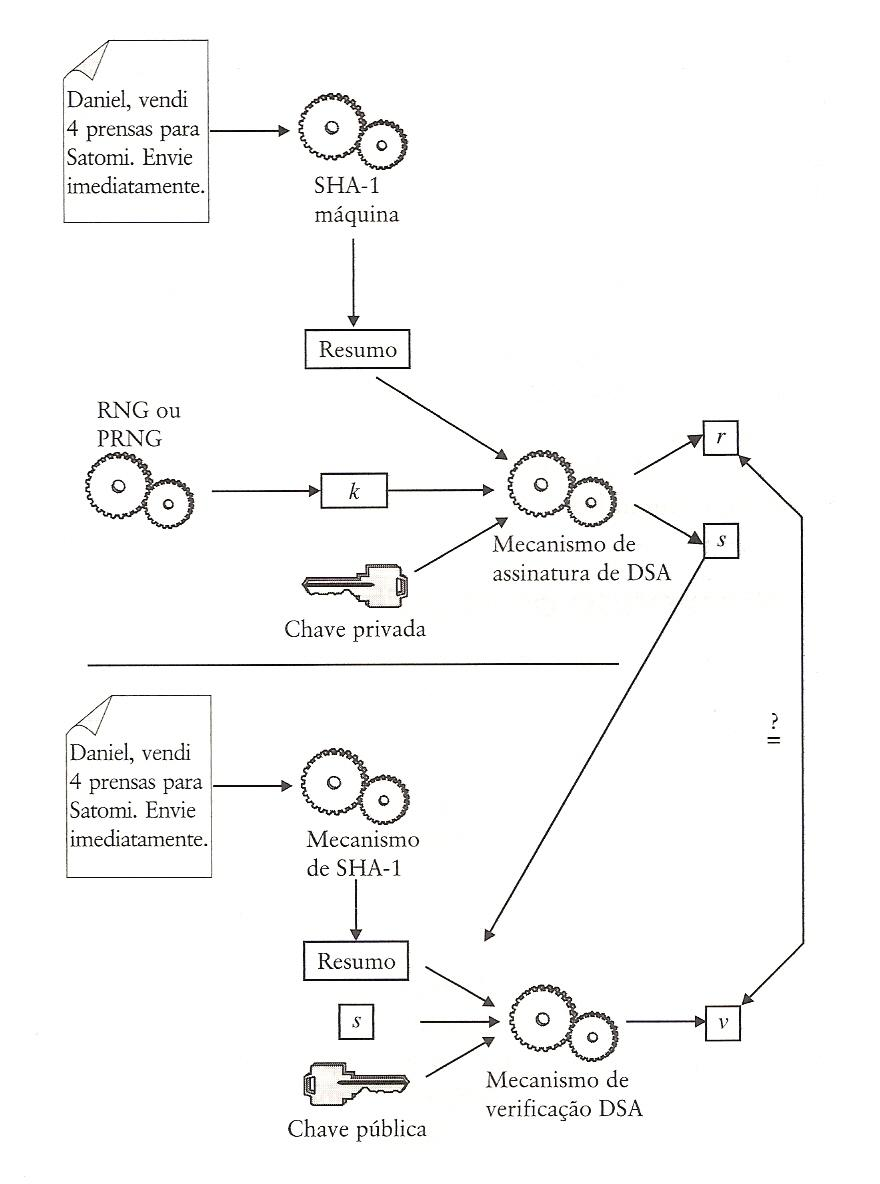 Daniel, vendi
4 prensas para
Satomi. Envie
imediatamente.
SHA-1
máquina
Resumo
RNG ou
PRNG
k
r
s
Mecanismo de
assinatura de DSA
Chave privada
?
=
Daniel, vendi
4 prensas para
Satomi. Envie
imediatamente.
Mecanismo
de SHA-1
Resumo
s
v
Mecanismo de
verificação DSA
Chave pública